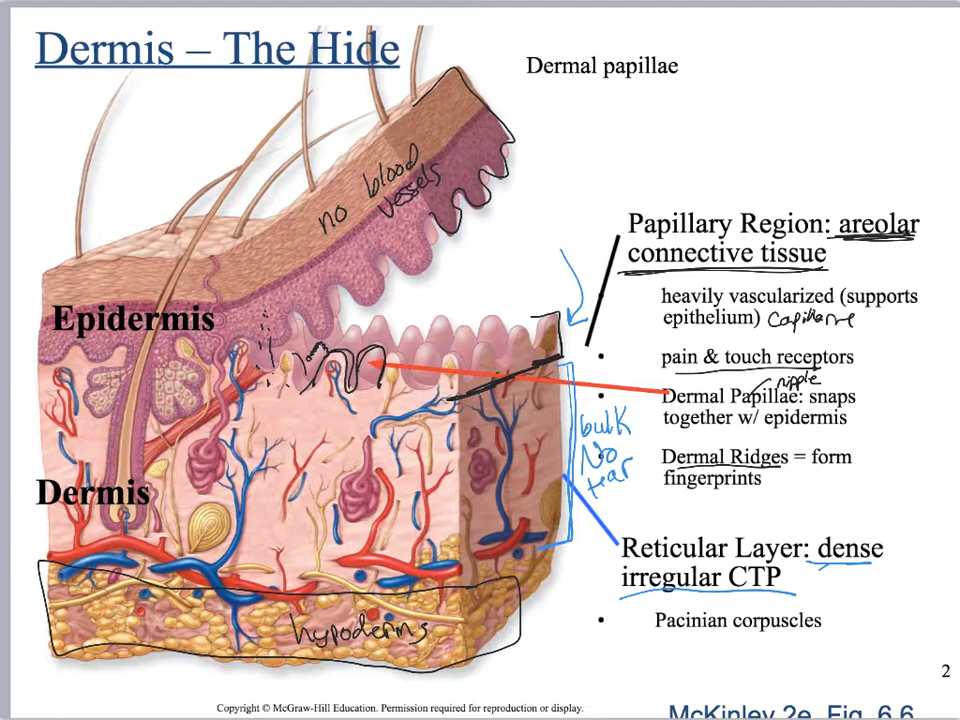 Dermis – The Hide
Dermal papillae
no blood
vessels
Papillary Region: areolar
connective tissue
• heavily vascularized (supports
epithelium) Capillare
• pain & touch receptors
nipple
• Dermal Papillae: snaps
together w/ epidermis
• Dermal Ridges = form
fingerprints
Epidermis
Dermis
bulk
No
tear
Reticular Layer: dense
irregular CTP
• Pacinian corpuscles
hypodermis
2
Copyright © McGraw-Hill Education. Permission required for reproduction or display.
McKinley 2e, Fig. 6.6